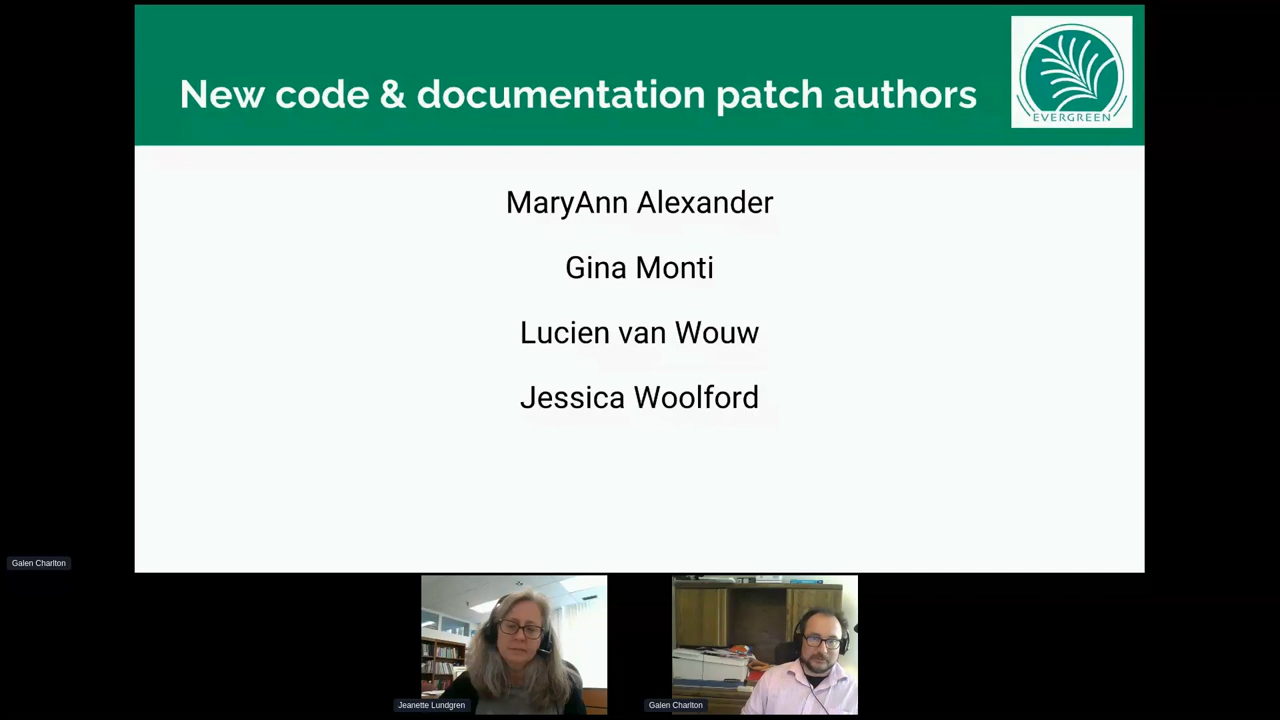 New code & documentation patch authors
EVERGREEN
MaryAnn Alexander
Gina Monti
Lucien van Wouw
Jessica Woolford
Galen Charlton
Jeanette Lundgren
Galen Charlton